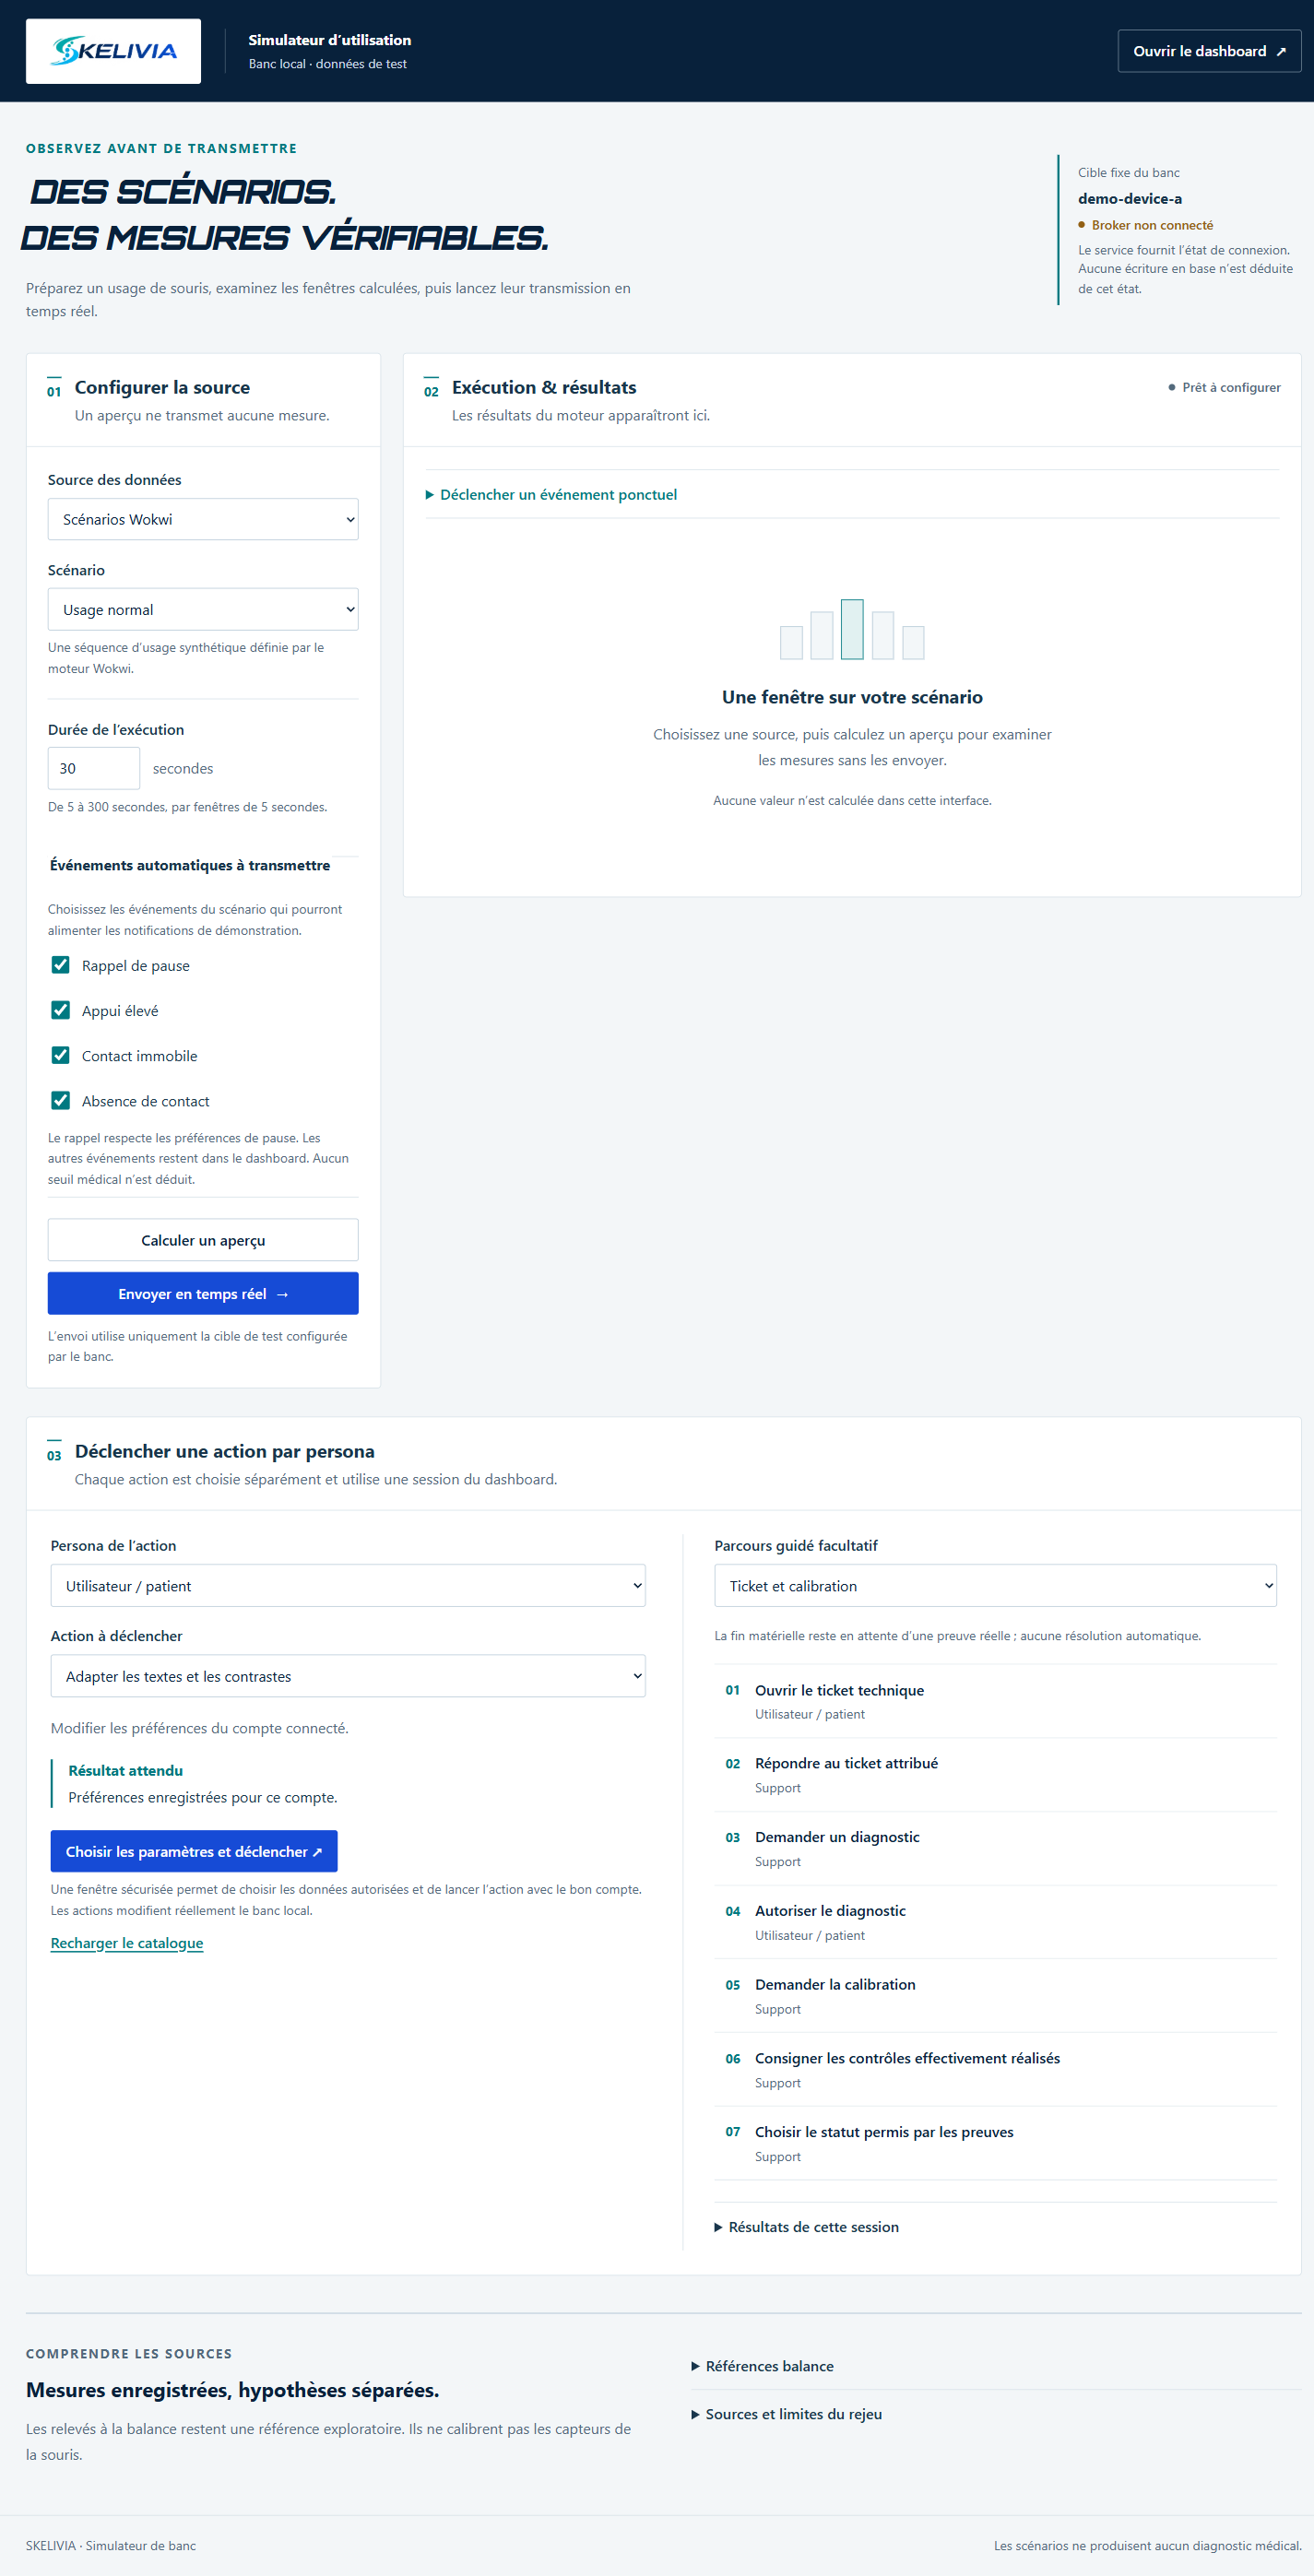 SKELIVIA
Simulateur d’utilisation
Banc local · données de test
Ouvrir le dashboard ↗
OBSERVEZ AVANT DE TRANSMETTRE
DES SCÉNARIOS.
DES MESURES VÉRIFIABLES.
Préparez un usage de souris, examinez les fenêtres calculées, puis lancez leur transmission en
temps réel.
Cible fixe du banc
demo-device-a
Broker non connecté
Le service fournit l’état de connexion.
Aucune écriture en base n’est déduite
de cet état.
01 Configurer la source
Un aperçu ne transmet aucune mesure.
Source des données
Scénarios Wokwi
Scénario
Usage normal
Une séquence d’usage synthétique définie par le
moteur Wokwi.
Durée de l’exécution
30 secondes
De 5 à 300 secondes, par fenêtres de 5 secondes.
Événements automatiques à transmettre
Choisissez les événements du scénario qui pourront
alimenter les notifications de démonstration.
Rappel de pause
Appui élevé
Contact immobile
Absence de contact
Le rappel respecte les préférences de pause. Les
autres événements restent dans le dashboard. Aucun
seuil médical n’est déduit.
Calculer un aperçu
Envoyer en temps réel →
L’envoi utilise uniquement la cible de test configurée
par le banc.
02 Exécution & résultats
Les résultats du moteur apparaîtront ici.
Prêt à configurer
Déclencher un événement ponctuel
Une fenêtre sur votre scénario
Choisissez une source, puis calculez un aperçu pour examiner
les mesures sans les envoyer.
Aucune valeur n’est calculée dans cette interface.
03 Déclencher une action par persona
Chaque action est choisie séparément et utilise une session du dashboard.
Persona de l’action
Utilisateur / patient
Action à déclencher
Adapter les textes et les contrastes
Modifier les préférences du compte connecté.
Résultat attendu
Préférences enregistrées pour ce compte.
Choisir les paramètres et déclencher ↗
Une fenêtre sécurisée permet de choisir les données autorisées et de lancer l’action avec le bon compte.
Les actions modifient réellement le banc local.
Recharger le catalogue
Parcours guidé facultatif
Ticket et calibration
La fin matérielle reste en attente d’une preuve réelle ; aucune résolution automatique.
01 Ouvrir le ticket technique
Utilisateur / patient
02 Répondre au ticket attribué
Support
03 Demander un diagnostic
Support
04 Autoriser le diagnostic
Utilisateur / patient
05 Demander la calibration
Support
06 Consigner les contrôles effectivement réalisés
Support
07 Choisir le statut permis par les preuves
Support
Résultats de cette session
COMPRENDRE LES SOURCES
Mesures enregistrées, hypothèses séparées.
Les relevés à la balance restent une référence exploratoire. Ils ne calibrent pas les capteurs de
la souris.
Références balance
Sources et limites du rejeu
SKELIVIA · Simulateur de banc
Les scénarios ne produisent aucun diagnostic médical.